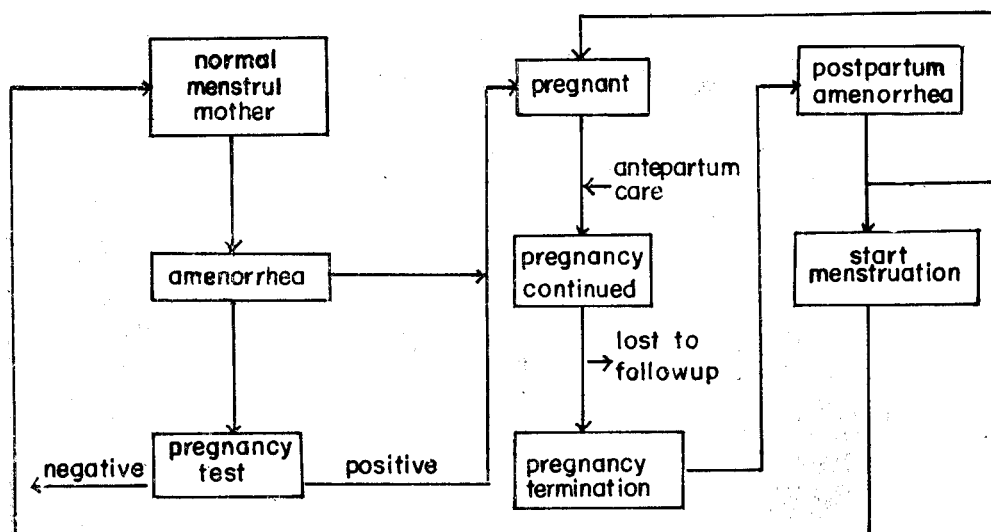 normal
menstrul
mother
amenorrhea
pregnancy
test
negative
positive
pregnant
antepartum
care
pregnancy
continued
lost to
followup
pregnancy
termination
postpartum
amenorrhea
start
menstruation